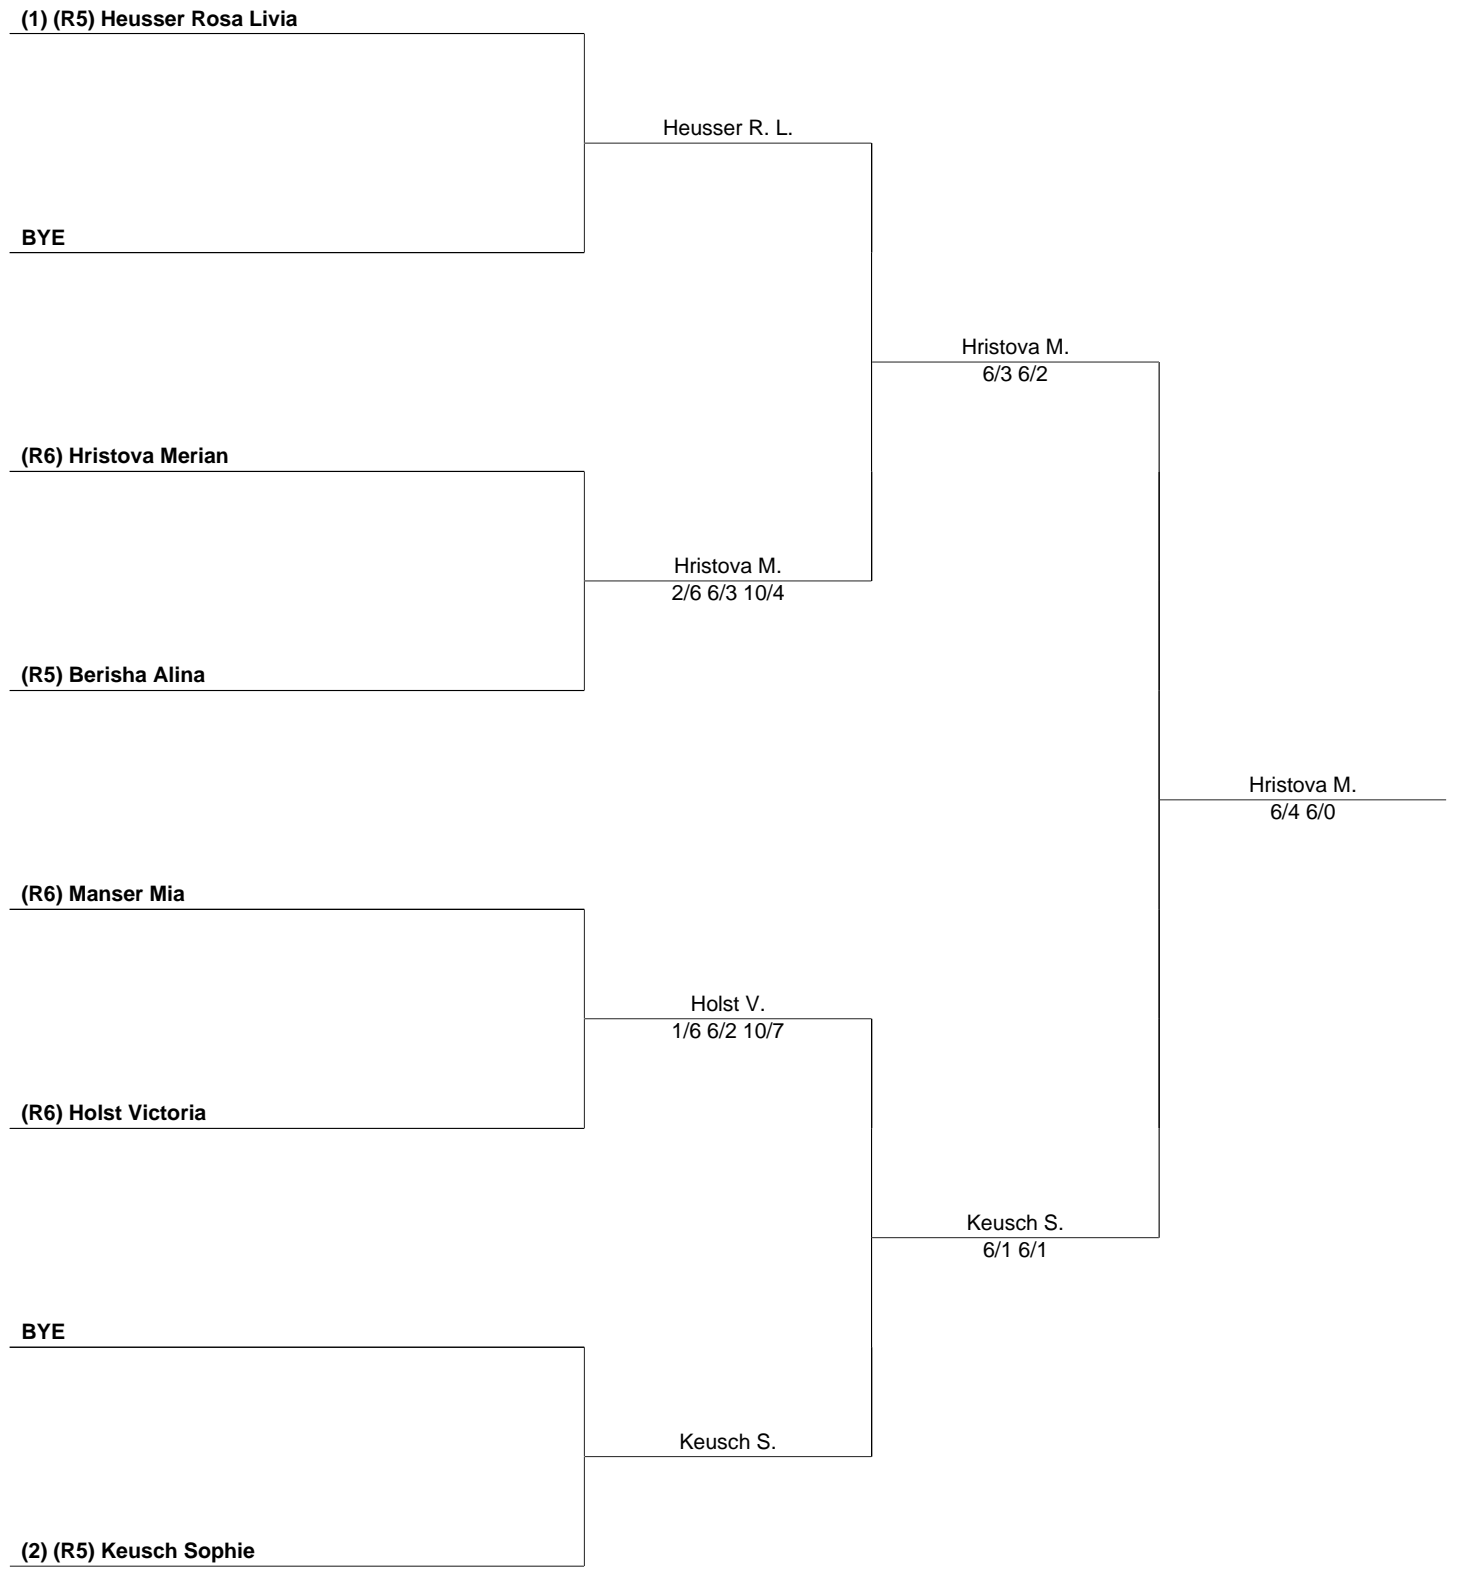 (1) (R5) Heusser Rosa Livia
Heusser R. L.
BYE
Hristova M.
6/3 6/2
(R6) Hristova Merian
Hristova M.
2/6 6/3 10/4
(R5) Berisha Alina
Hristova M.
6/4 6/0
(R6) Manser Mia
Holst V.
1/6 6/2 10/7
(R6) Holst Victoria
Keusch S.
6/1 6/1
BYE
Keusch S.
(2) (R5) Keusch Sophie